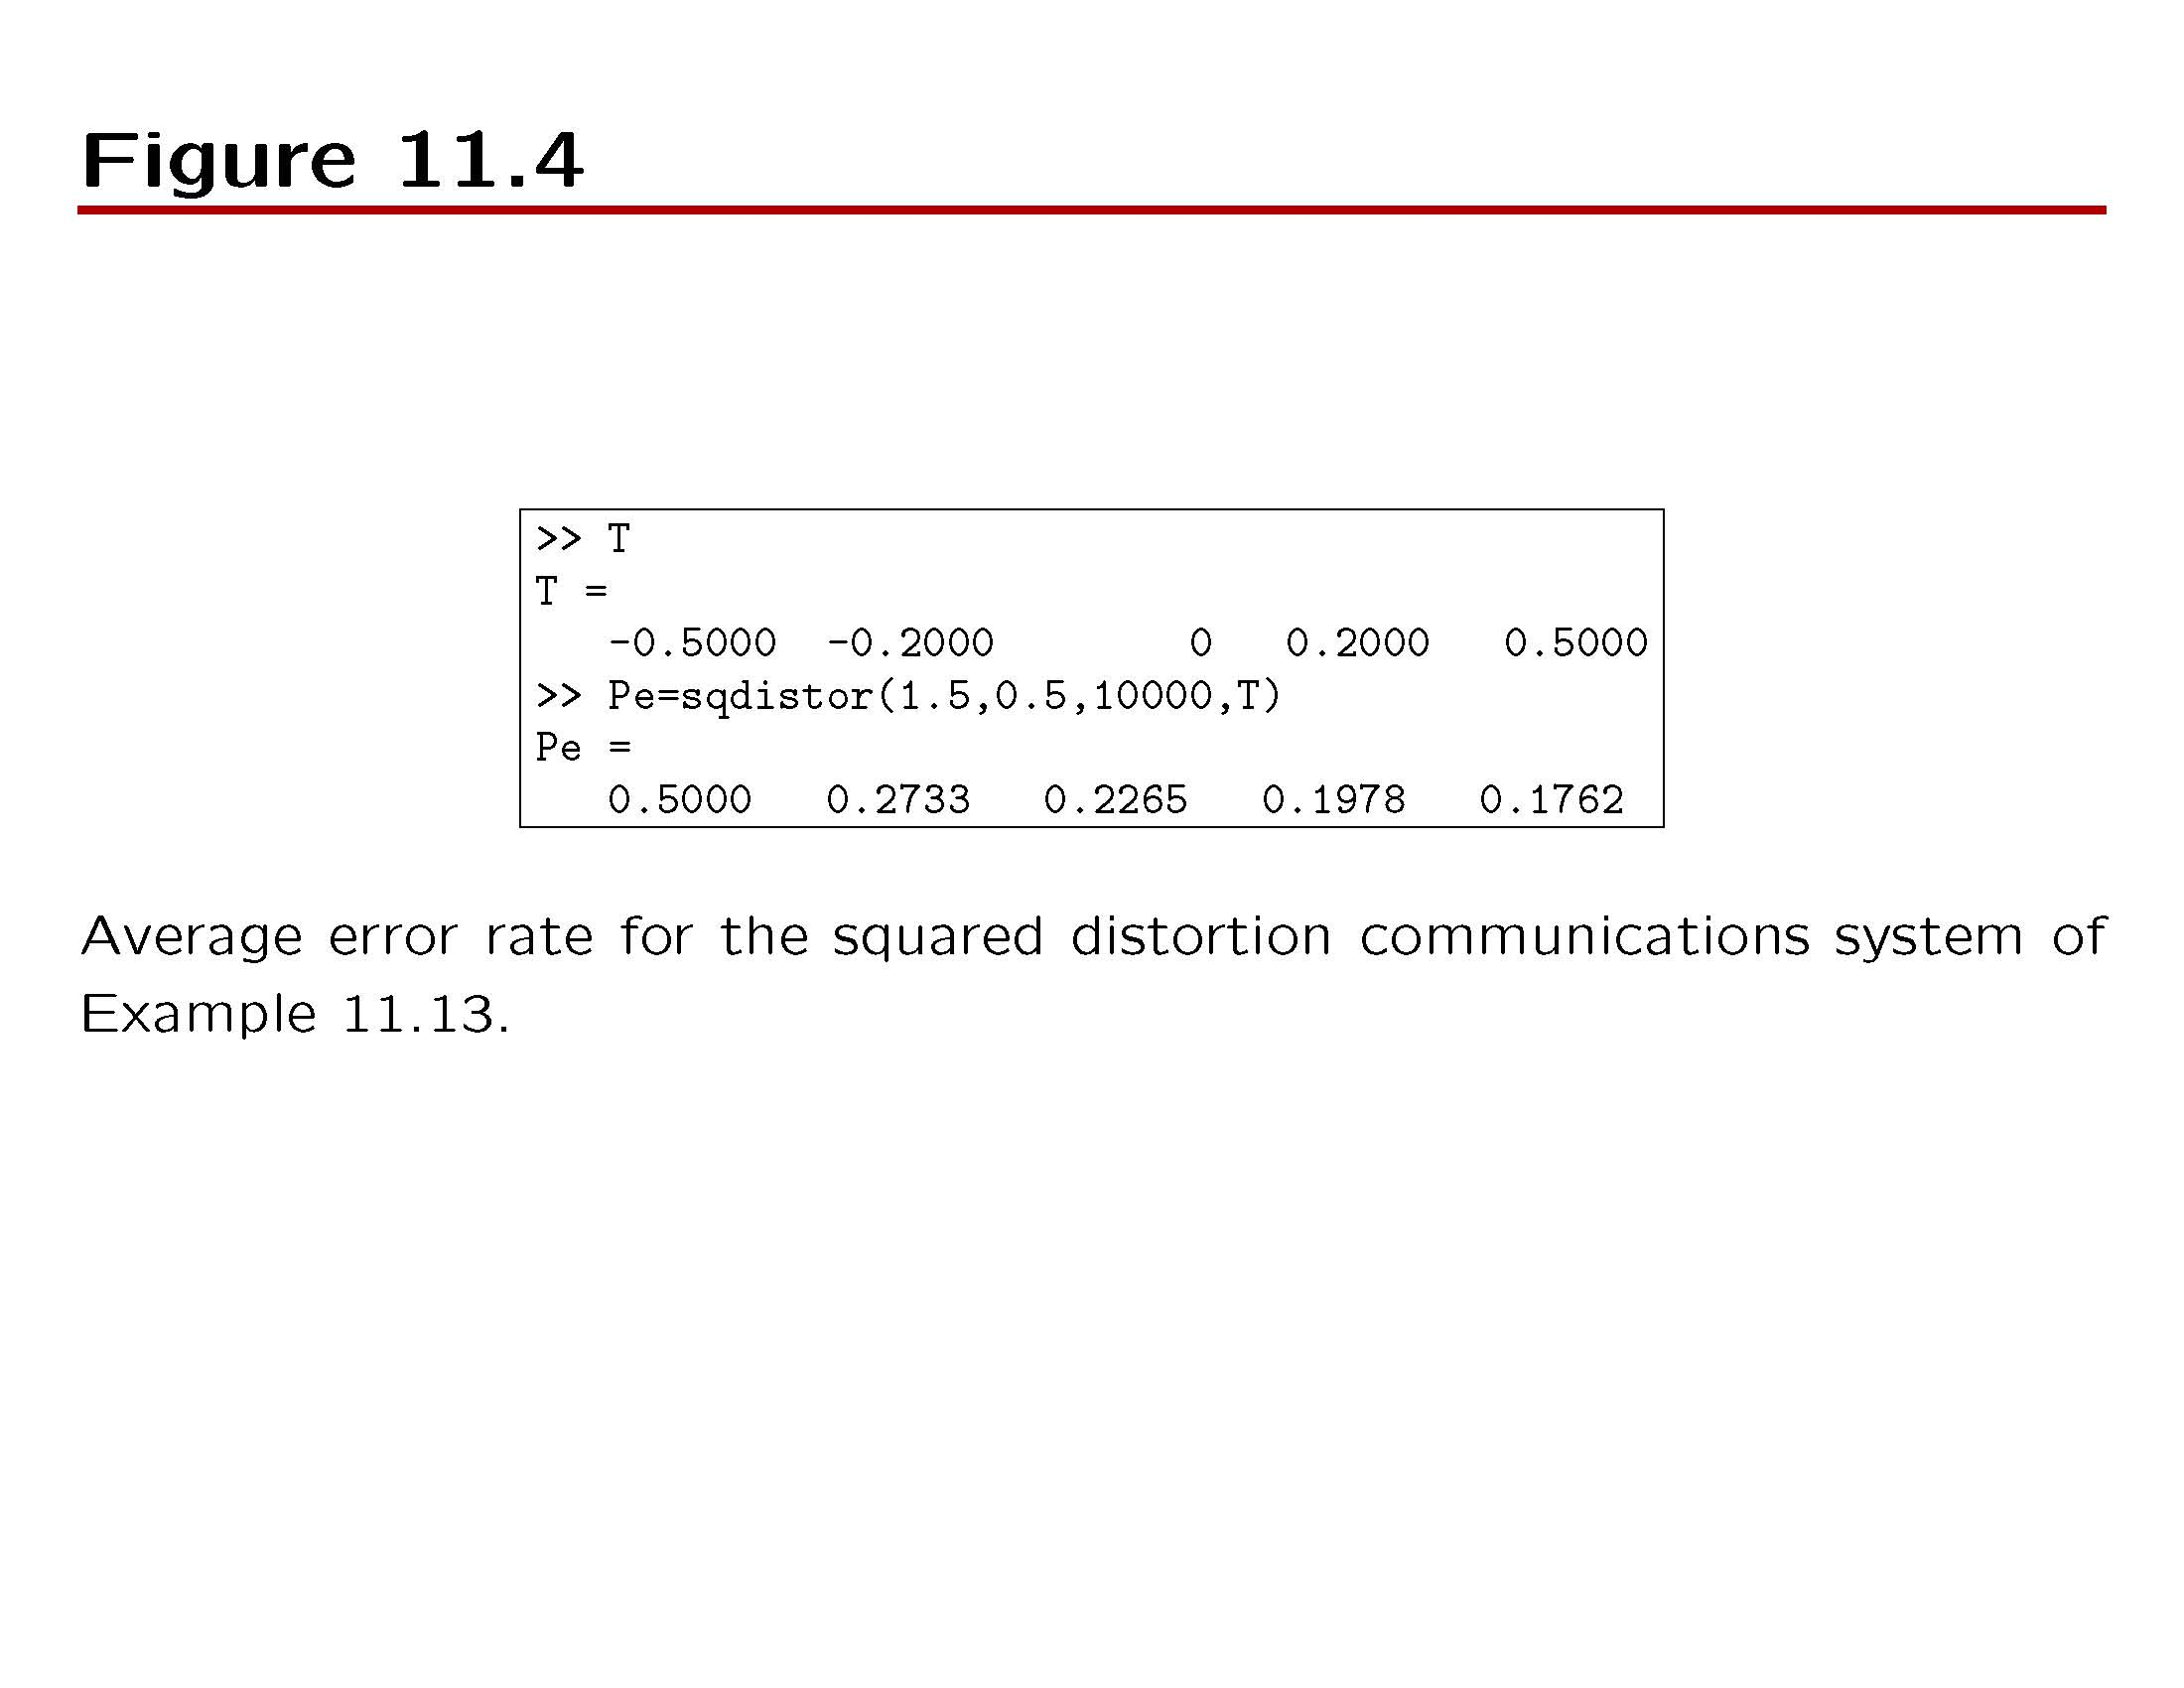 Figure 11.4
>> T
T =
-0.5000 -0.2000 0 0.2000 0.5000
>> Pe=sqdistor(1.5,0.5,10000,T)
Pe =
0.5000 0.2733 0.2265 0.1978 0.1762
Average error rate for the squared distortion communications system of
Example 11.13.